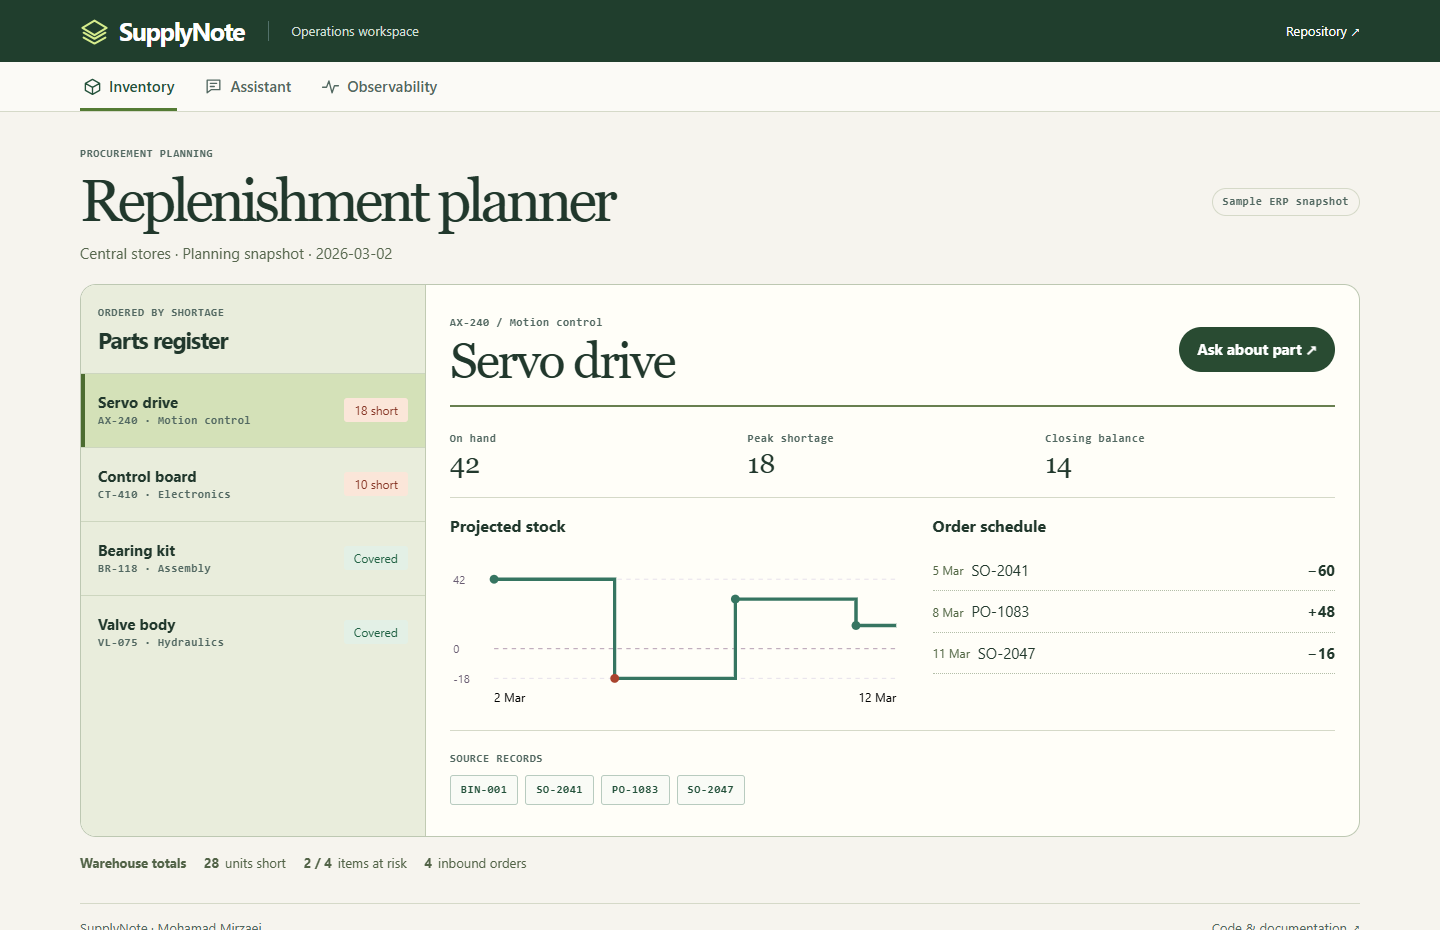 SupplyNote
Operations workspace
Repository ↗
Inventory
Assistant
Observability
PROCUREMENT PLANNING
Replenishment planner
Sample ERP snapshot
Central stores · Planning snapshot · 2026-03-02
ORDERED BY SHORTAGE
Parts register
Servo drive
AX-240 · Motion control
18 short
Control board
CT-410 · Electronics
10 short
Bearing kit
BR-118 · Assembly
Covered
Valve body
VL-075 · Hydraulics
Covered
AX-240 / Motion control
Servo drive
Ask about part ↗
On hand
42
Peak shortage
18
Closing balance
14
Projected stock
42
0
-18
2 Mar
12 Mar
Order schedule
5 Mar SO-2041 −60
8 Mar PO-1083 +48
11 Mar SO-2047 −16
SOURCE RECORDS
BIN-001
SO-2041
PO-1083
SO-2047
Warehouse totals 28 units short 2 / 4 items at risk 4 inbound orders
SupplyNote · Mohamad Mirzaei
Code & documentation ↗